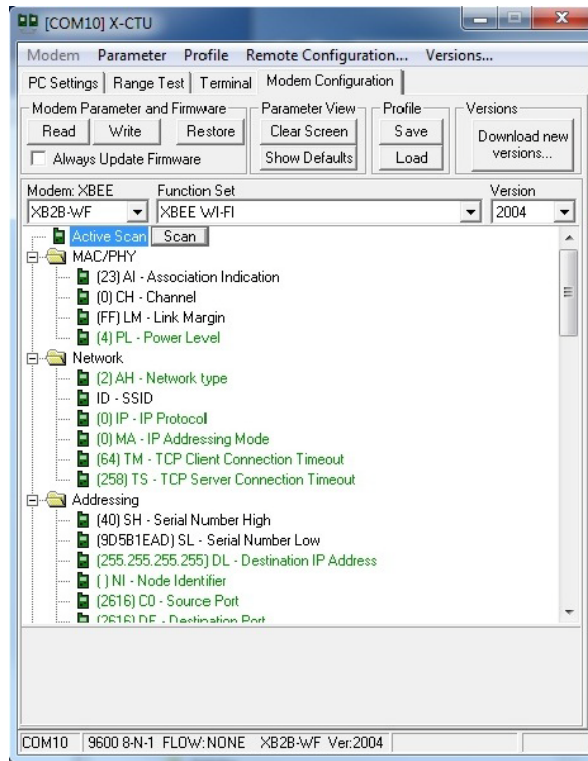 [COM10] X-CTU
Modem Parameter Profile Remote Configuration... Versions...
PC Settings Range Test Terminal Modem Configuration
Modem Parameter and Firmware Parameter View Profile Versions
Read Write Restore Clear Screen Save Download new versions...
Always Update Firmware Show Defaults Load
Modem: XBEE Function Set Version
XB2B-WF XBEE WI-FI 2004
Active Scan Scan
MAC/PHY
(23) AI - Association Indication
(0) CH - Channel
(FF) LM - Link Margin
(4) PL - Power Level
Network
(2) AH - Network type
ID - SSID
(0) IP - IP Protocol
(0) MA - IP Addressing Mode
(64) TM - TCP Client Connection Timeout
(258) TS - TCP Server Connection Timeout
Addressing
(40) SH - Serial Number High
(9D5B1EAD) SL - Serial Number Low
(255.255.255.255) DL - Destination IP Address
( ) NI - Node Identifier
(2616) C0 - Source Port
(2616) DE - Destination Port
COM10 9600 8-N-1 FLOW:NONE XB2B-WF Ver:2004